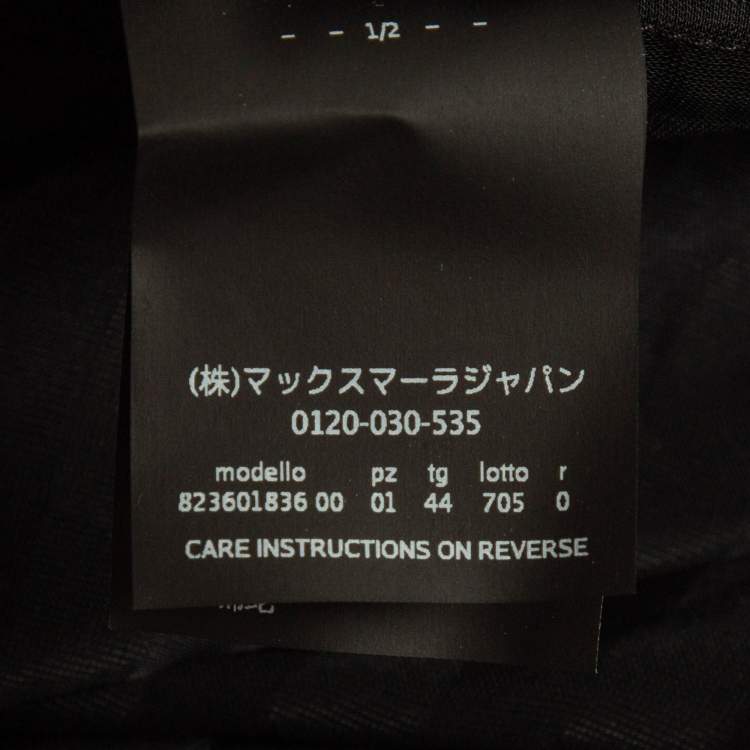 - - 1/2 - -
(株)マックスマーラジャパン
0120-030-535
modello pz tg lotto r
823601836 00 01 44 705 0
CARE INSTRUCTIONS ON REVERSE